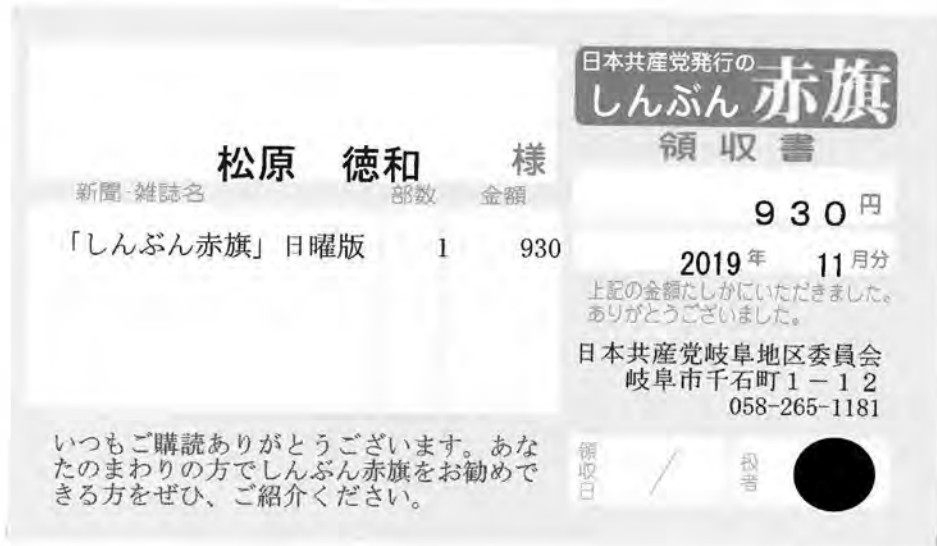 松原 徳和 様
新聞・雑誌名 部数 金額
「しんぶん赤旗」日曜版 1 930
いつもご購読ありがとうございます。あな
たのまわりの方でしんぶん赤旗をお勧めで
きる方をぜひ、ご紹介ください。
日本共産党発行の
しんぶん赤旗
領収書
930円
2019年 11月分
上記の金額たしかにいただきました。
ありがとうございました。
日本共産党岐阜地区委員会
岐阜市千石町1-12
058-265-1181
領収日 / 扱者